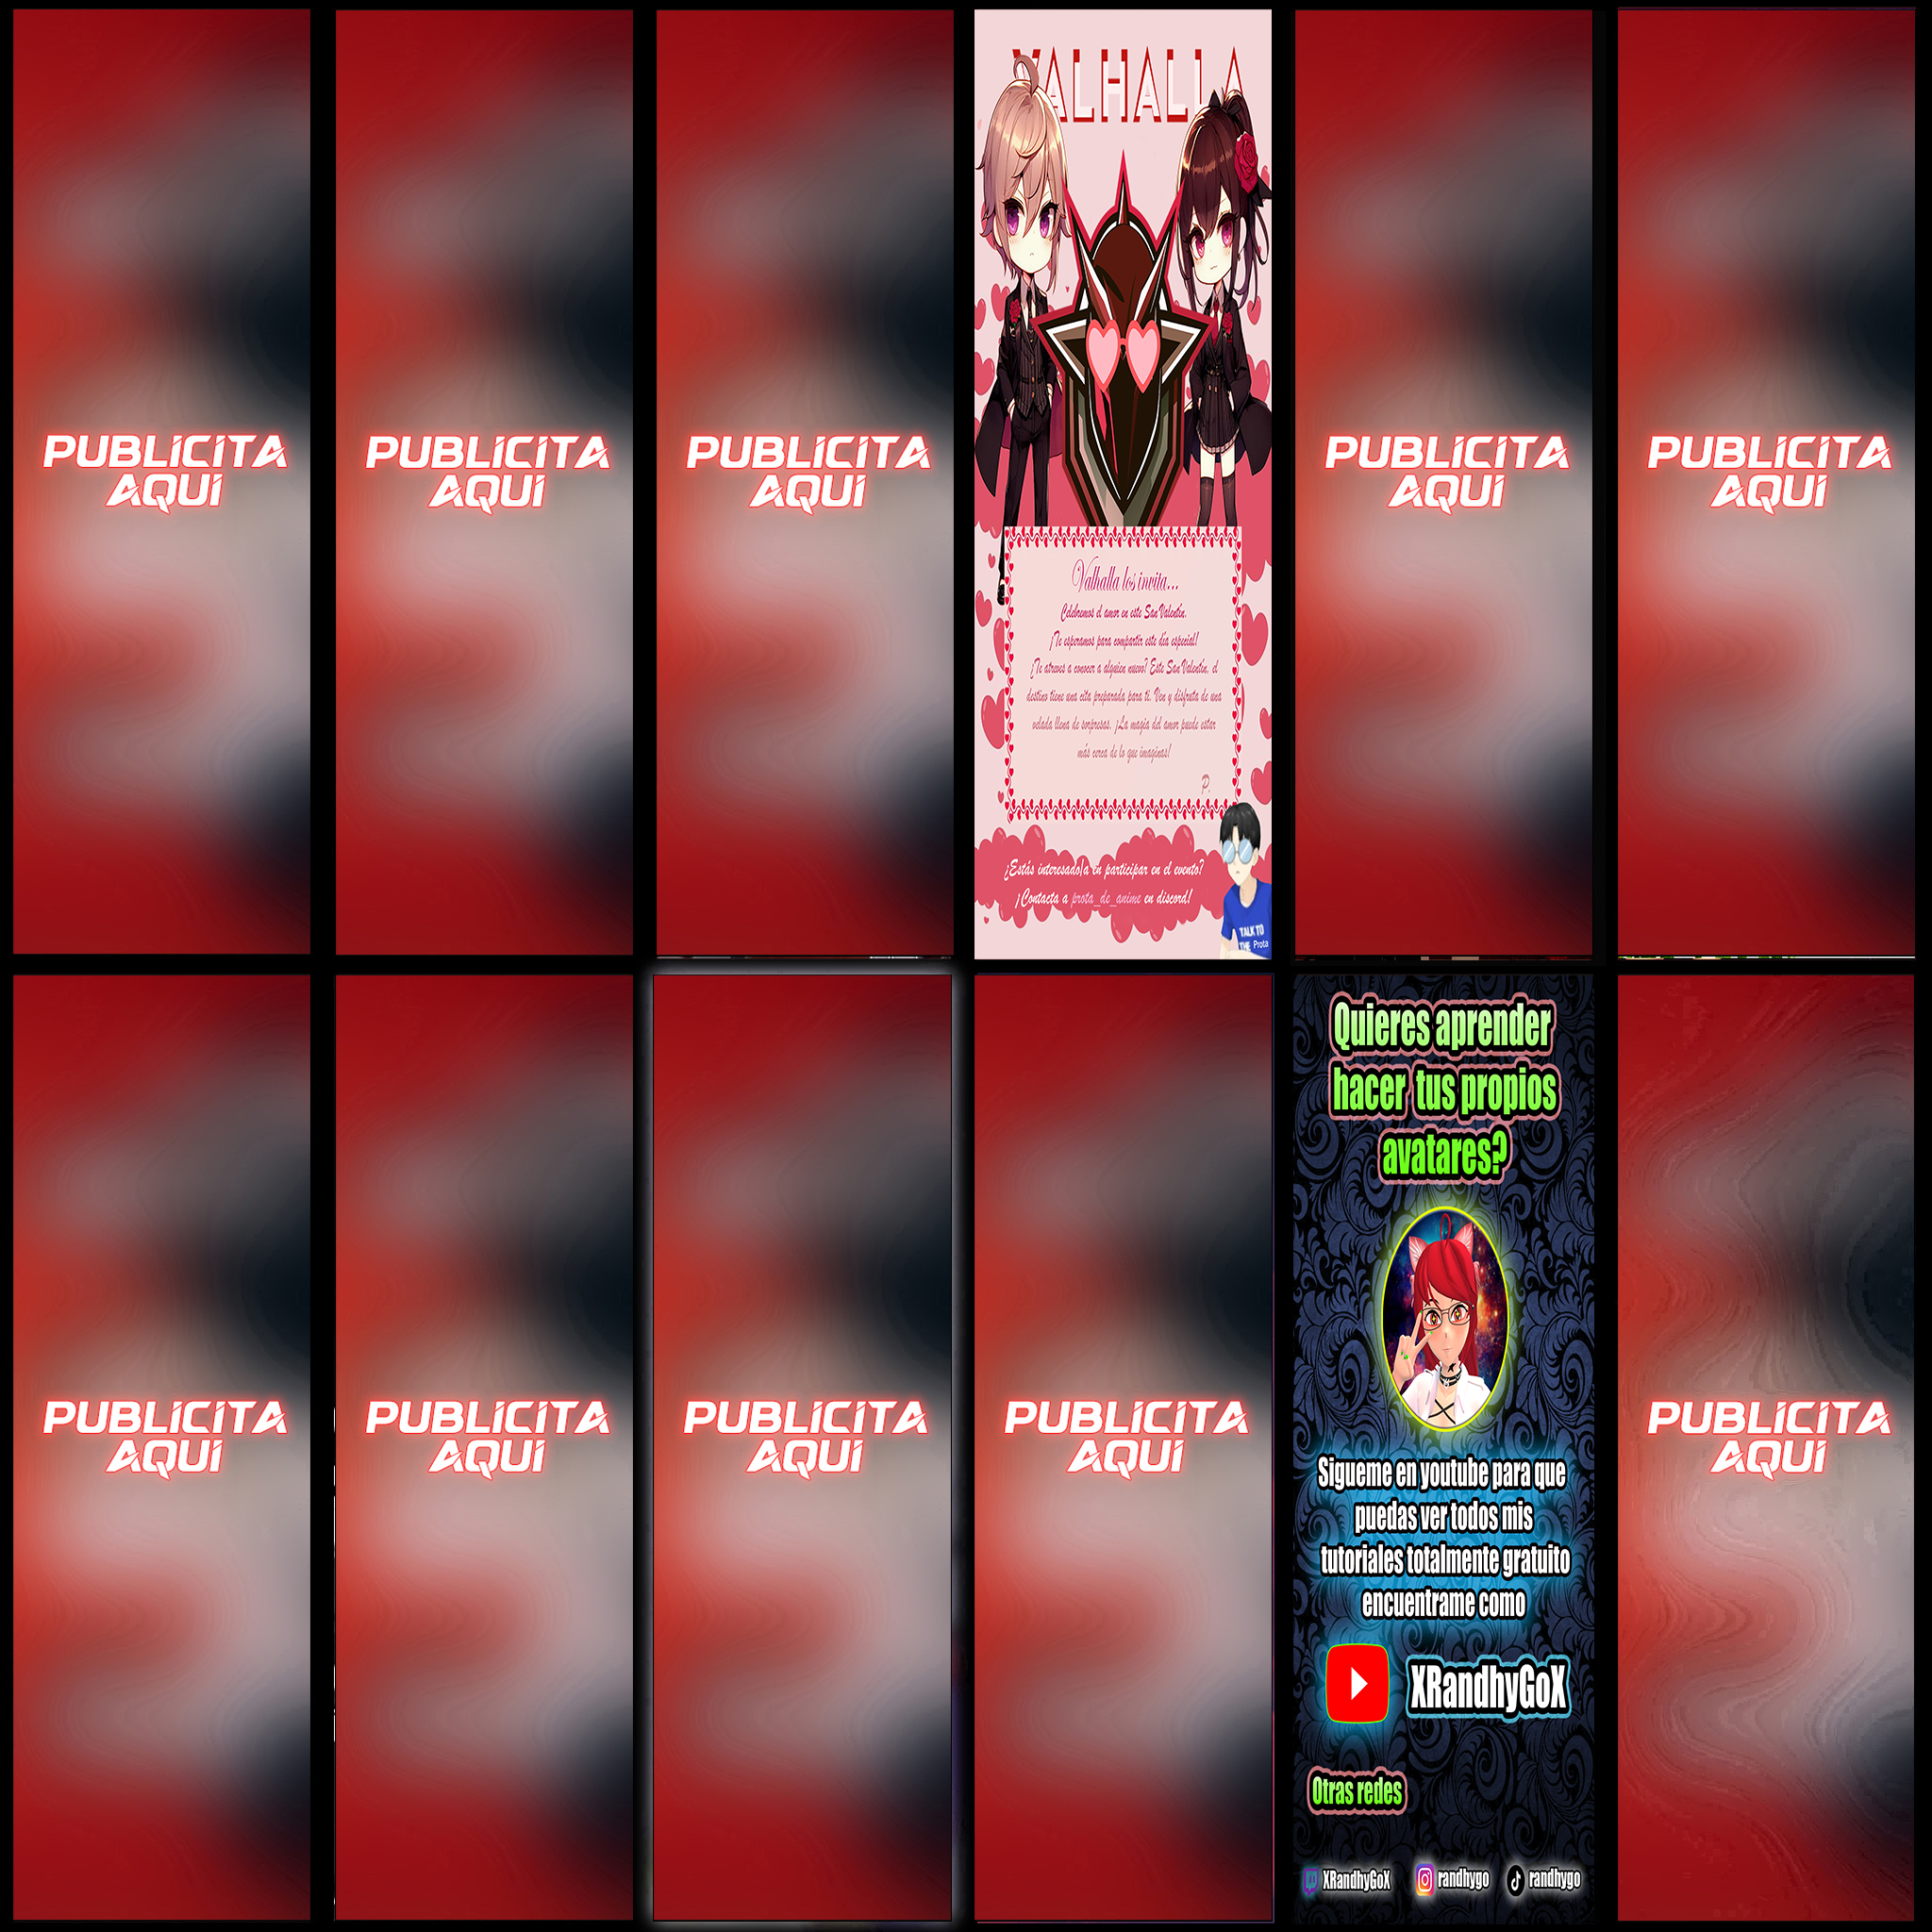 PUBLICITA
AQUI
PUBLICITA
AQUI
PUBLICITA
AQUI
VALHALLA
Valhalla los invita...
Celebremos el amor en este San Valentín.
¡Te esperamos para compartir este día especial!
¿Te atreves a conocer a alguien nuevo? Este San Valentín, el
destino tiene una cita preparada para ti. Ven y disfruta de una
velada llena de sorpresas. ¡La magia del amor puede estar
más cerca de lo que imaginas!
P.
¿Estás interesado/a en participar en el evento?
¡Contacta a prota_de_anime en discord!
TALK TO
THE Prota
PUBLICITA
AQUI
PUBLICITA
AQUI
PUBLICITA
AQUI
PUBLICITA
AQUI
PUBLICITA
AQUI
PUBLICITA
AQUI
Quieres aprender
hacer tus propios
avatares?
Sigueme en youtube para que
puedas ver todos mis
tutoriales totalmente gratuito
encuentrame como
XRandhyGoX
Otras redes
XRandhyGoX randhygo randhygo
PUBLICITA
AQUI